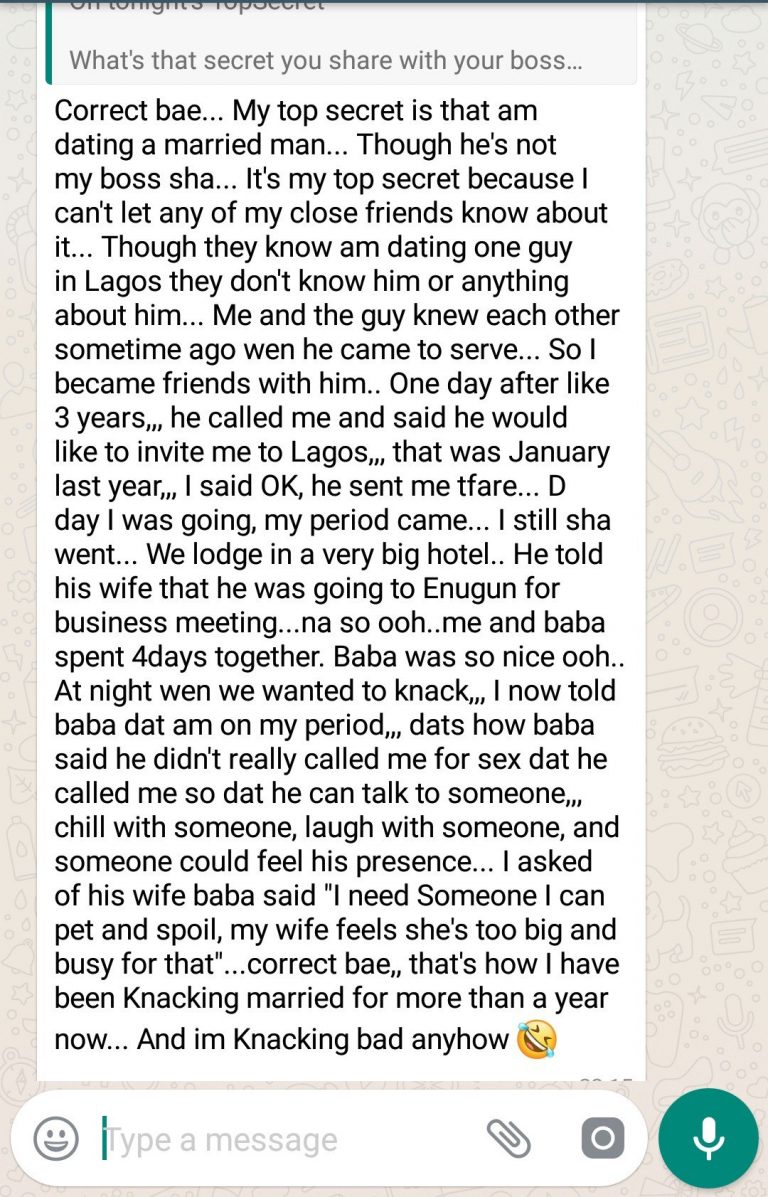 On tonight's TopSecret
What's that secret you share with your boss...
Correct bae... My top secret is that am
dating a married man... Though he's not
my boss sha... It's my top secret because I
can't let any of my close friends know about
it... Though they know am dating one guy
in Lagos they don't know him or anything
about him... Me and the guy knew each other
sometime ago wen he came to serve... So I
became friends with him.. One day after like
3 years,,, he called me and said he would
like to invite me to Lagos,,, that was January
last year,,, I said OK, he sent me tfare... D
day I was going, my period came... I still sha
went... We lodge in a very big hotel.. He told
his wife that he was going to Enugun for
business meeting...na so ooh..me and baba
spent 4days together. Baba was so nice ooh..
At night wen we wanted to knack,,, I now told
baba dat am on my period,,, dats how baba
said he didn't really called me for sex dat he
called me so dat he can talk to someone,,,
chill with someone, laugh with someone, and
someone could feel his presence... I asked
of his wife baba said "I need Someone I can
pet and spoil, my wife feels she's too big and
busy for that"...correct bae,, that's how I have
been Knacking married for more than a year
now... And im Knacking bad anyhow 🤣
Type a message